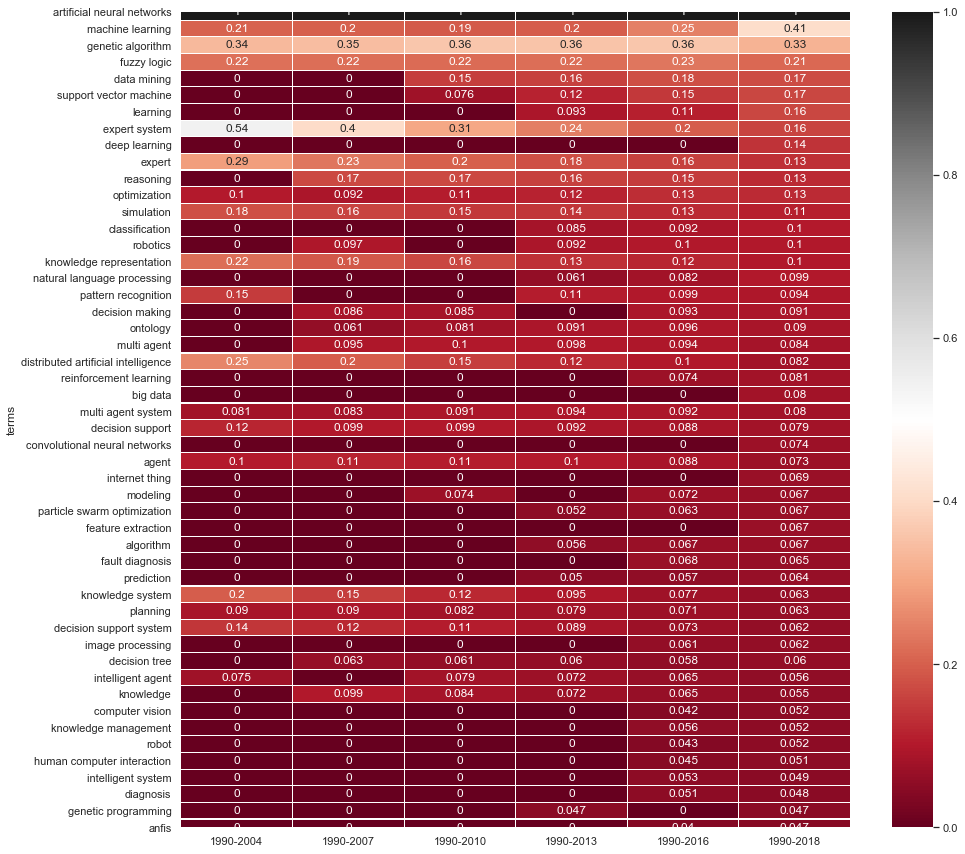 artificial neural networks
machine learning 0.21 0.2 0.19 0.2 0.25 0.41
genetic algorithm 0.34 0.35 0.36 0.36 0.36 0.33
fuzzy logic 0.22 0.22 0.22 0.22 0.23 0.21
data mining 0 0 0.15 0.16 0.18 0.17
support vector machine 0 0 0.076 0.12 0.15 0.17
learning 0 0 0 0.093 0.11 0.16
expert system 0.54 0.4 0.31 0.24 0.2 0.16
deep learning 0 0 0 0 0 0.14
expert 0.29 0.23 0.2 0.18 0.16 0.13
reasoning 0 0.17 0.17 0.16 0.15 0.13
optimization 0.1 0.092 0.11 0.12 0.13 0.13
simulation 0.18 0.16 0.15 0.14 0.13 0.11
classification 0 0 0 0.085 0.092 0.1
robotics 0 0.097 0 0.092 0.1 0.1
knowledge representation 0.22 0.19 0.16 0.13 0.12 0.1
natural language processing 0 0 0 0.061 0.082 0.099
pattern recognition 0.15 0 0 0.11 0.099 0.094
decision making 0 0.086 0.085 0 0.093 0.091
ontology 0 0.061 0.081 0.091 0.096 0.09
multi agent 0 0.095 0.1 0.098 0.094 0.084
distributed artificial intelligence 0.25 0.2 0.15 0.12 0.1 0.082
reinforcement learning 0 0 0 0 0.074 0.081
big data 0 0 0 0 0 0.08
multi agent system 0.081 0.083 0.091 0.094 0.092 0.08
decision support 0.12 0.099 0.099 0.092 0.088 0.079
convolutional neural networks 0 0 0 0 0 0.074
agent 0.1 0.11 0.11 0.1 0.088 0.073
internet thing 0 0 0 0 0 0.069
modeling 0 0 0.074 0 0.072 0.067
particle swarm optimization 0 0 0 0.052 0.063 0.067
feature extraction 0 0 0 0 0 0.067
algorithm 0 0 0 0.056 0.067 0.067
fault diagnosis 0 0 0 0 0.068 0.065
prediction 0 0 0 0.05 0.057 0.064
knowledge system 0.2 0.15 0.12 0.095 0.077 0.063
planning 0.09 0.09 0.082 0.079 0.071 0.063
decision support system 0.14 0.12 0.11 0.089 0.073 0.062
image processing 0 0 0 0 0.061 0.062
decision tree 0 0.063 0.061 0.06 0.058 0.06
intelligent agent 0.075 0 0.079 0.072 0.065 0.056
knowledge 0 0.099 0.084 0.072 0.065 0.055
computer vision 0 0 0 0 0.042 0.052
knowledge management 0 0 0 0 0.056 0.052
robot 0 0 0 0 0.043 0.052
human computer interaction 0 0 0 0 0.045 0.051
intelligent system 0 0 0 0 0.053 0.049
diagnosis 0 0 0 0 0.051 0.048
genetic programming 0 0 0 0.047 0 0.047
anfis 0 0 0 0 0.04 0.047
1990-2004 1990-2007 1990-2010 1990-2013 1990-2016 1990-2018
terms
1.0
0.8
0.6
0.4
0.2
0.0